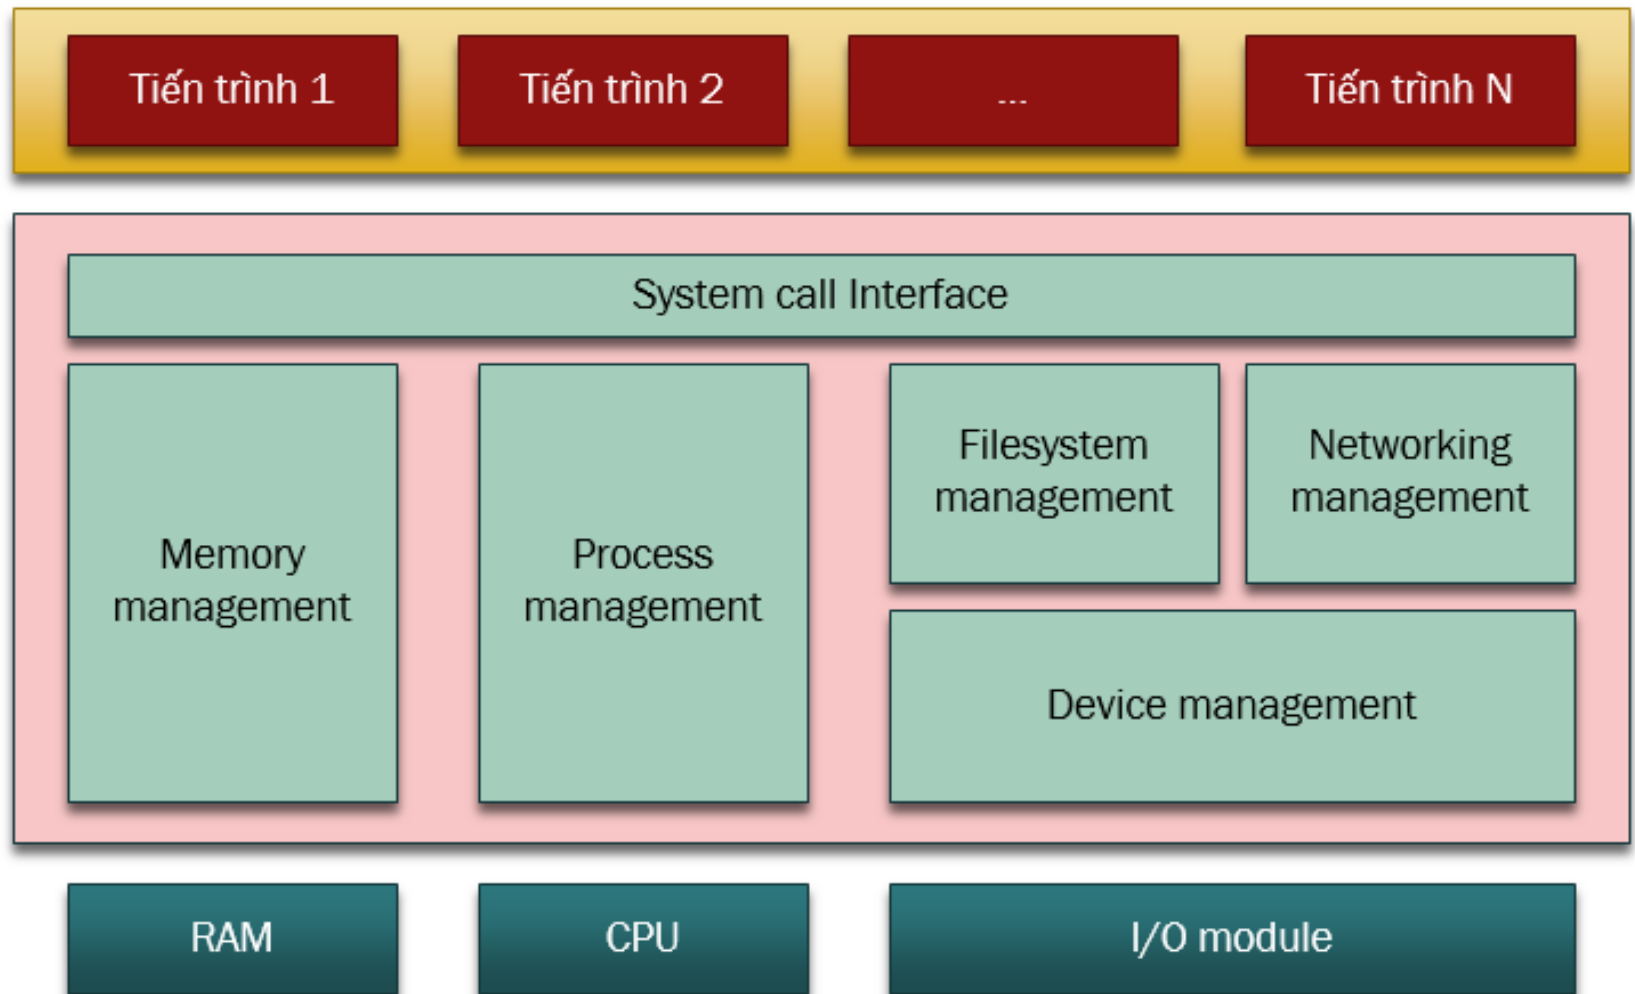 Tiến trình 1
Tiến trình 2
...
Tiến trình N
System call Interface
Memory
management
Process
management
Filesystem
management
Networking
management
Device management
RAM
CPU
I/O module